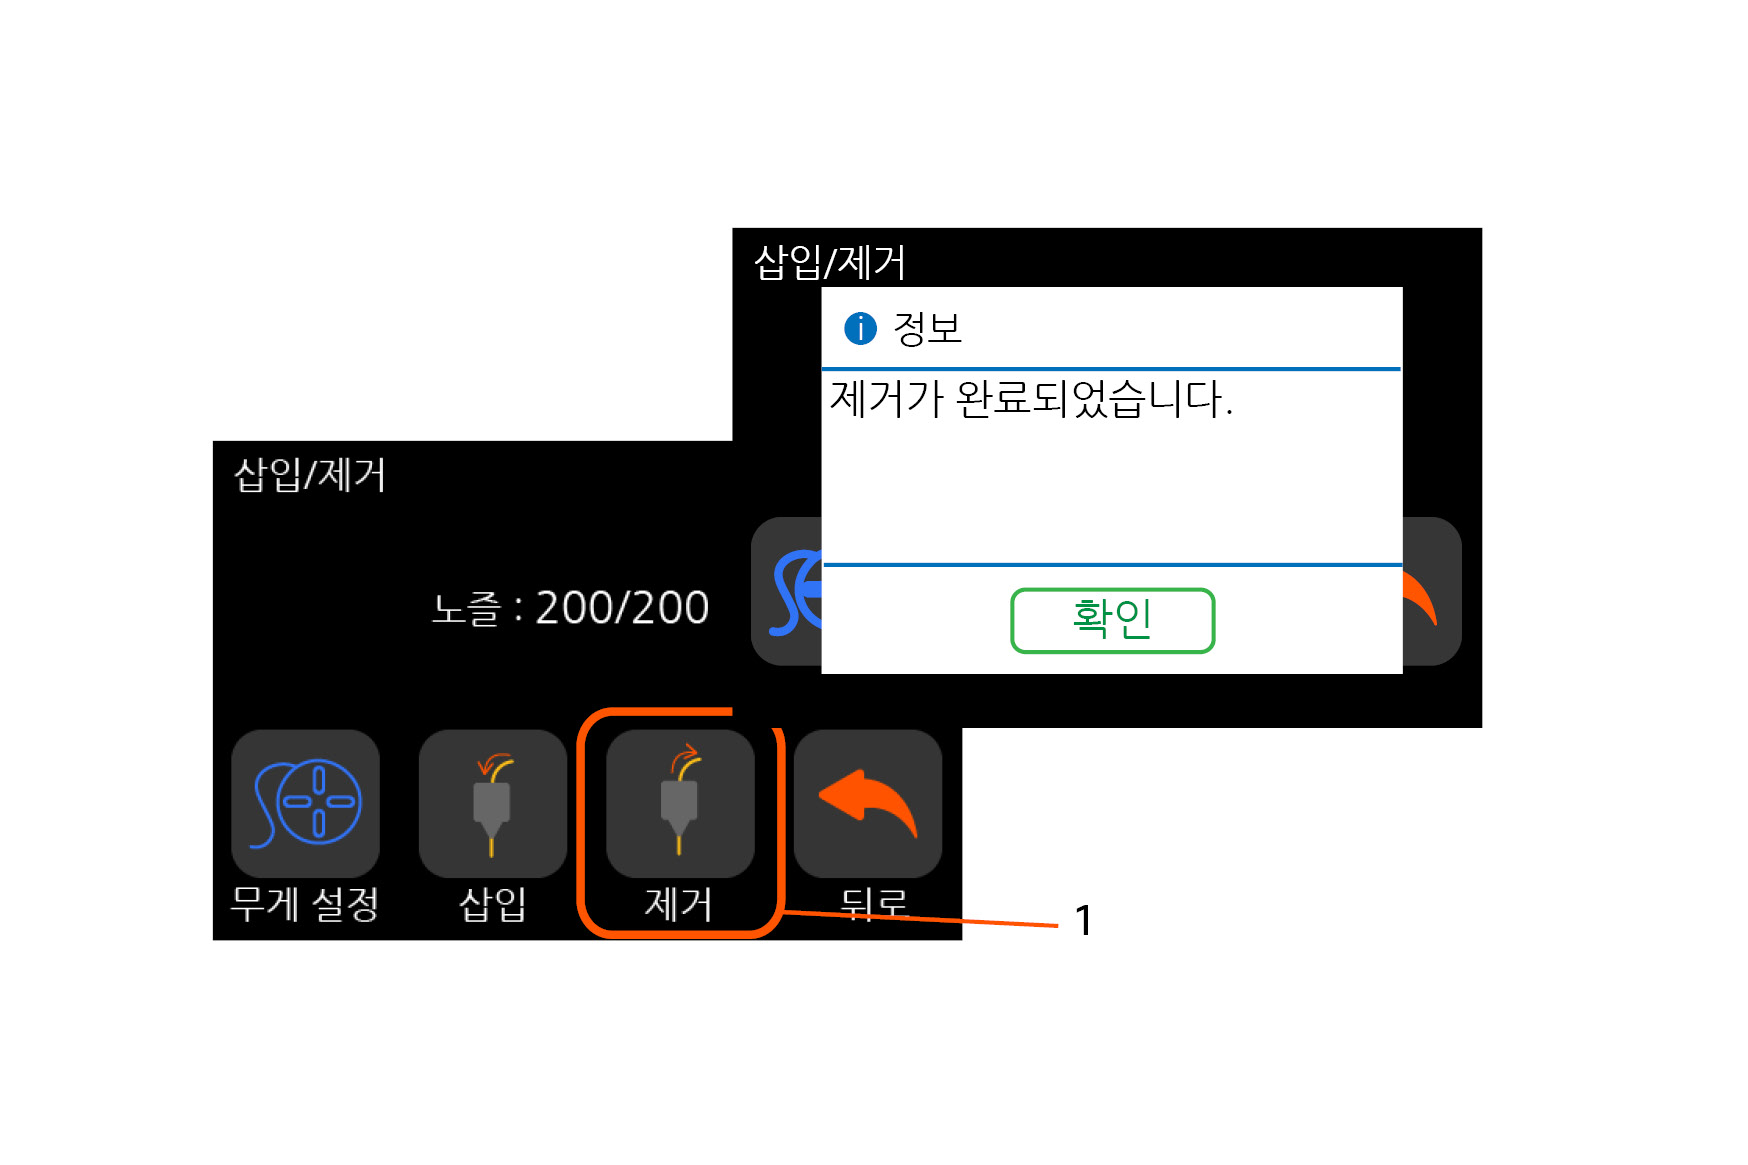 삽입/제거
정보
제거가 완료되었습니다.
확인
삽입/제거
노즐 : 200/200
무게 설정
삽입
제거
뒤로
1